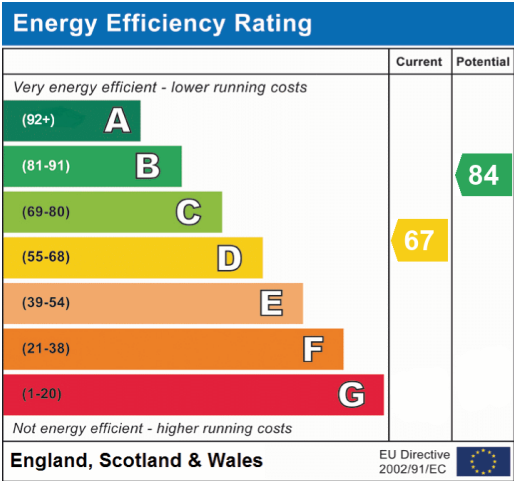 Energy Efficiency Rating
Current Potential
Very energy efficient - lower running costs
(92+) A
(81-91) B
84
(69-80) C
67
(55-68) D
(39-54) E
(21-38) F
(1-20) G
Not energy efficient - higher running costs
England, Scotland & Wales
EU Directive
2002/91/EC